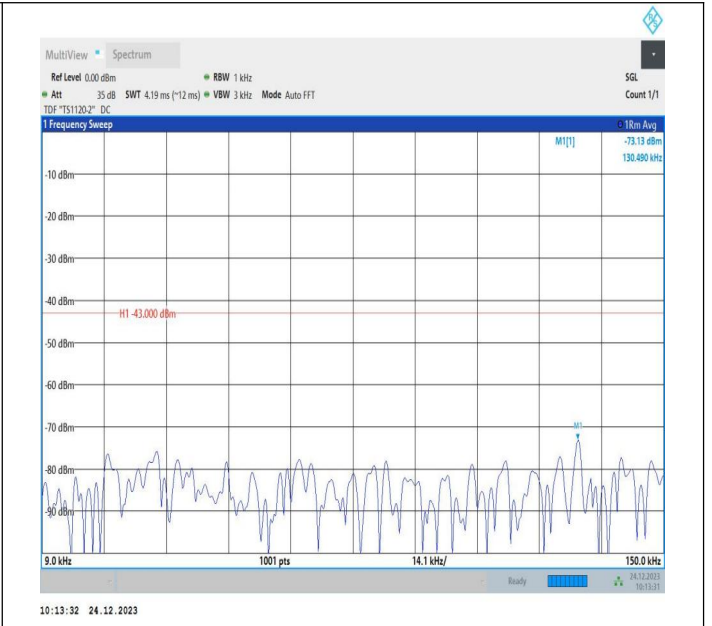 R&S
MultiView Spectrum
Ref Level 0.00 dBm RBW 1 kHz SGL
Att 35 dB SWT 4.19 ms (~12 ms) VBW 3 kHz Mode Auto FFT Count 1/1
TDF "TS1120-2" DC
1 Frequency Sweep 1Rm Avg
M1[1] -73.13 dBm
130.490 kHz
-10 dBm
-20 dBm
-30 dBm
-40 dBm
H1 -43.000 dBm
-50 dBm
-60 dBm
-70 dBm
M1
-80 dBm
-90 dBm
9.0 kHz 1001 pts 14.1 kHz/ 150.0 kHz
Ready 24.12.2023
10:13:31
10:13:32 24.12.2023